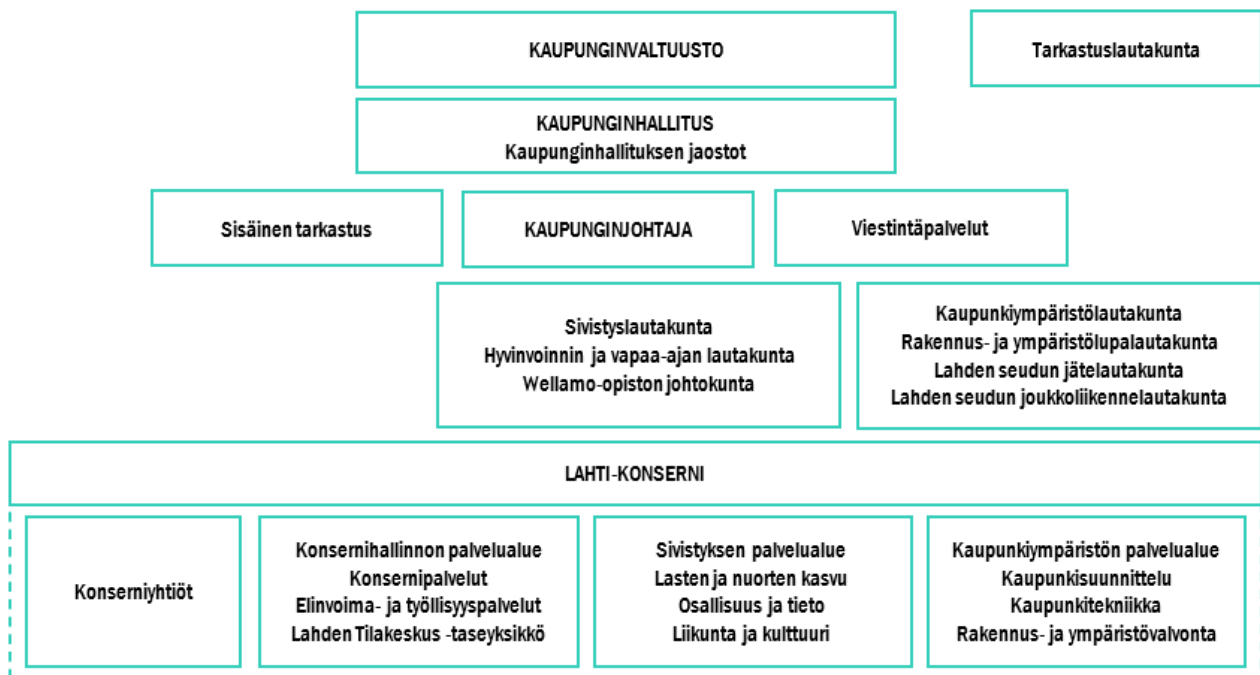 KAUPUNGINVALTUUSTO
Tarkastuslautakunta
KAUPUNGINHALLITUS
Kaupunginhallituksen jaostot
Sisäinen tarkastus
KAUPUNGINJOHTAJA
Viestintäpalvelut
Sivistyslautakunta
Hyvinvoinnin ja vapaa-ajan lautakunta
Wellamo-opiston johtokunta
Kaupunkiympäristölautakunta
Rakennus- ja ympäristölupalautakunta
Lahden seudun jätelautakunta
Lahden seudun joukkoliikennelautakunta
LAHTI-KONSERNI
Konserniyhtiöt
Konsernihallinnon palvelualue
Konsernipalvelut
Elinvoima- ja työllisyyspalvelut
Lahden Tilakeskus -taseyksikkö
Sivistyksen palvelualue
Lasten ja nuorten kasvu
Osallisuus ja tieto
Liikunta ja kulttuuri
Kaupunkiympäristön palvelualue
Kaupunkisuunnittelu
Kaupunkitekniikka
Rakennus- ja ympäristövalvonta